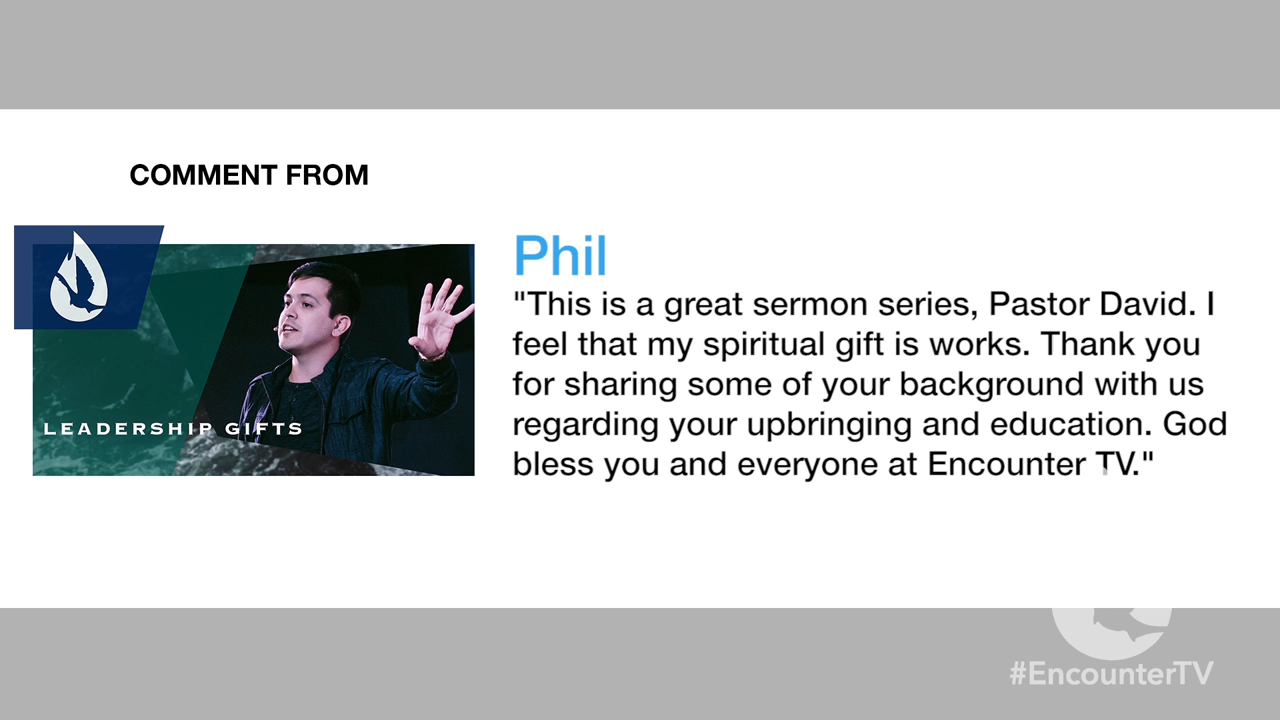 COMMENT FROM
LEADERSHIP GIFTS
Phil
"This is a great sermon series, Pastor David. I
feel that my spiritual gift is works. Thank you
for sharing some of your background with us
regarding your upbringing and education. God
bless you and everyone at Encounter TV."
#EncounterTV